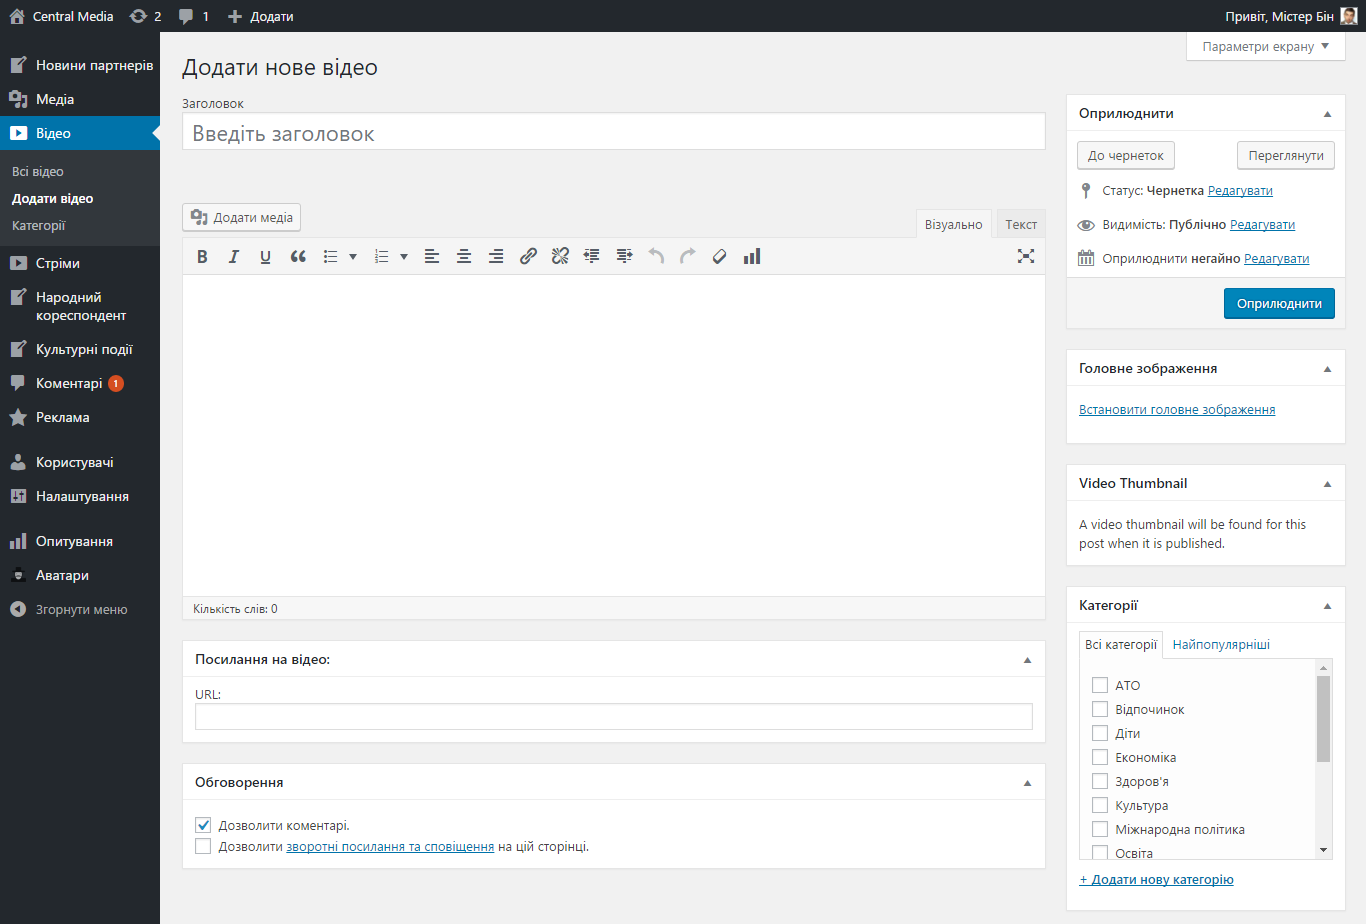 Central Media
2
1
Додати
Привіт, Містер Бін
Параметри екрану
Новини партнерів
Медіа
Відео
Всі відео
Додати відео
Категорії
Стріми
Народний
кореспондент
Культурні події
Коментарі 1
Реклама
Користувачі
Налаштування
Опитування
Аватари
Згорнути меню
Додати нове відео
Заголовок
Введіть заголовок
Додати медіа
Візуально
Текст
Кількість слів: 0
Посилання на відео:
URL:
Обговорення
Дозволити коментарі.
Дозволити зворотні посилання та сповіщення на цій сторінці.
Оприлюднити
До чернеток
Переглянути
Статус: Чернетка Редагувати
Видимість: Публічно Редагувати
Оприлюднити негайно Редагувати
Оприлюднити
Головне зображення
Встановити головне зображення
Video Thumbnail
A video thumbnail will be found for this
post when it is published.
Категорії
Всі категорії
Найпопулярніші
АТО
Відпочинок
Діти
Економіка
Здоров'я
Культура
Міжнародна політика
Освіта
+ Додати нову категорію